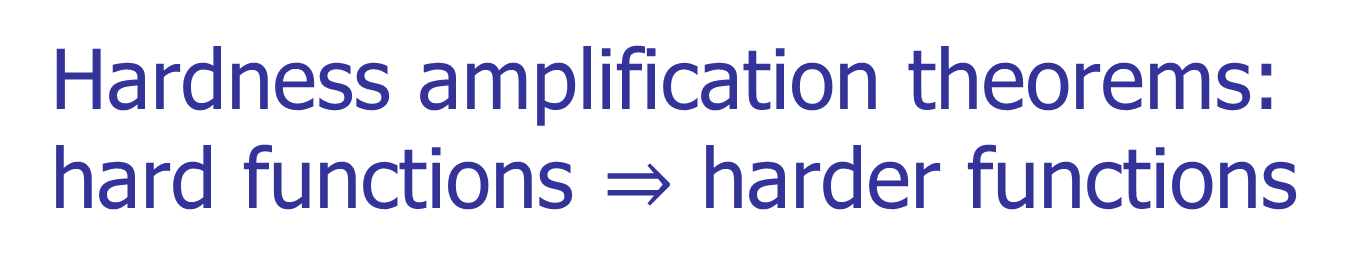 Hardness amplification theorems:
hard functions ⇒ harder functions